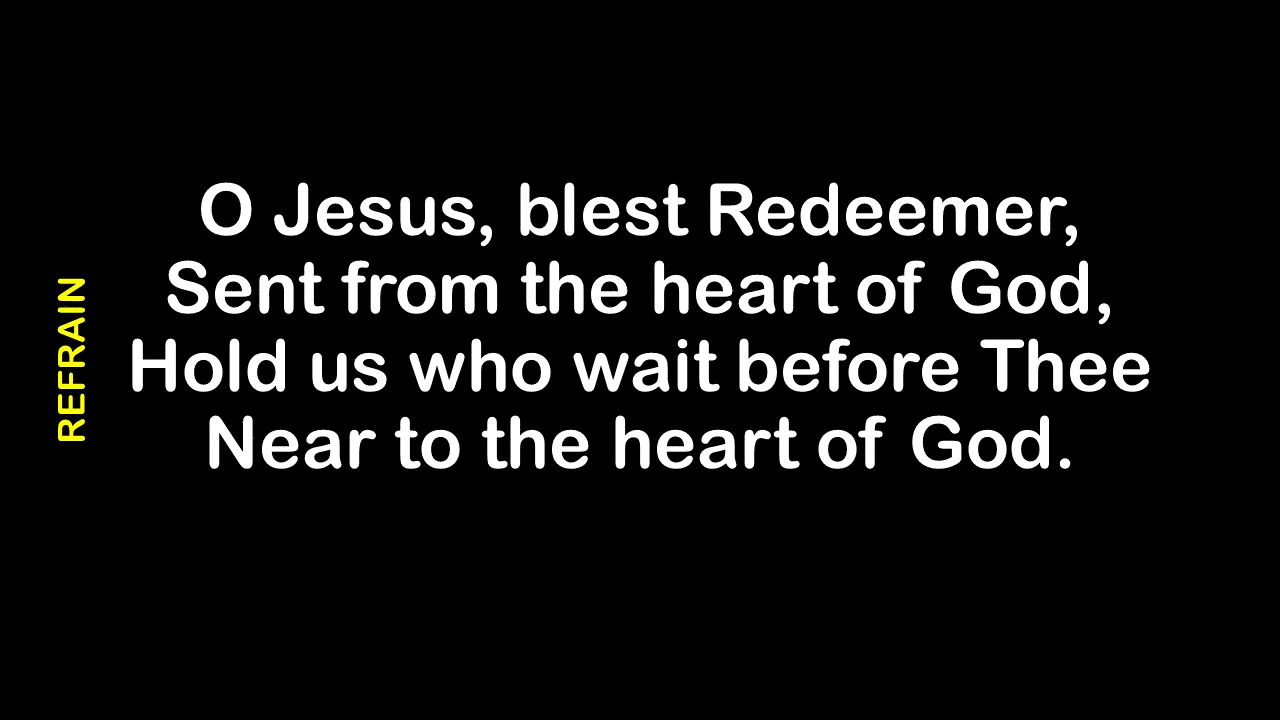 REFRAIN
O Jesus, blest Redeemer,
Sent from the heart of God,
Hold us who wait before Thee
Near to the heart of God.